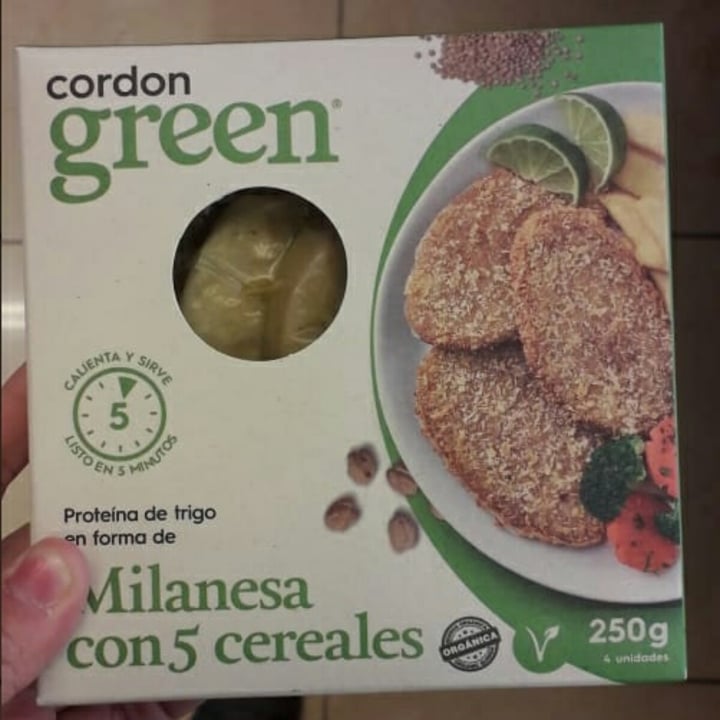 cordon
green®
CALIENTA Y SIRVE
5
LISTO EN 5 MINUTOS
Proteína de trigo
en forma de
Milanesa
con 5 cereales
ORGÁNICA
250g
4 unidades